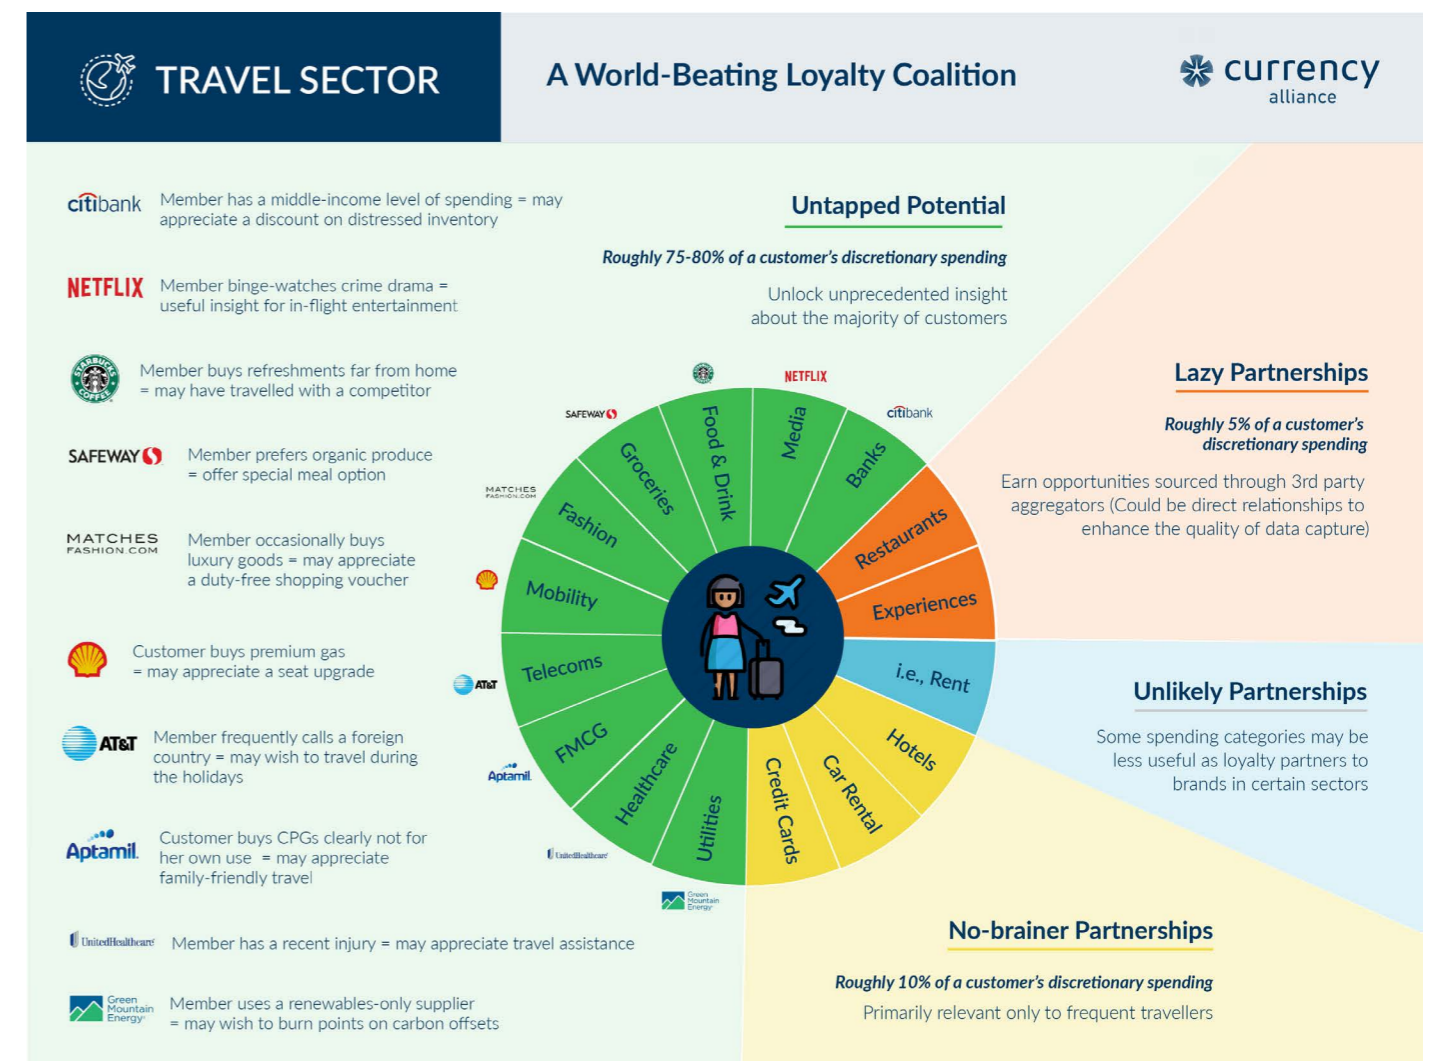 TRAVEL SECTOR
A World-Beating Loyalty Coalition
currency
alliance
citibank
Member has a middle-income level of spending = may
appreciate a discount on distressed inventory
NETFLIX
Member binge-watches crime drama =
useful insight for in-flight entertainment
STARBUCKS
COFFEE
Member buys refreshments far from home
= may have travelled with a competitor
SAFEWAY
Member prefers organic produce
= offer special meal option
MATCHES
FASHION.COM
Member occasionally buys
luxury goods = may appreciate
a duty-free shopping voucher
Customer buys premium gas
= may appreciate a seat upgrade
AT&T
Member frequently calls a foreign
country = may wish to travel during
the holidays
Aptamil.
Customer buys CPGs clearly not for
her own use = may appreciate
family-friendly travel
UnitedHealthcare
Member has a recent injury = may appreciate travel assistance
Green
Mountain
Energy
Member uses a renewables-only supplier
= may wish to burn points on carbon offsets
Untapped Potential
Roughly 75-80% of a customer's discretionary spending
Unlock unprecedented insight
about the majority of customers
NETFLIX
citibank
SAFEWAY
MATCHES
FASHION.COM
AT&T
Aptamil.
UnitedHealthcare
Green
Mountain
Energy
Banks
Media
Food & Drink
Groceries
Fashion
Mobility
Telecoms
FMCG
Healthcare
Utilities
Credit Cards
Car Rental
Hotels
i.e., Rent
Experiences
Restaurants
Lazy Partnerships
Roughly 5% of a customer's
discretionary spending
Earn opportunities sourced through 3rd party
aggregators (Could be direct relationships to
enhance the quality of data capture)
Unlikely Partnerships
Some spending categories may be
less useful as loyalty partners to
brands in certain sectors
No-brainer Partnerships
Roughly 10% of a customer's discretionary spending
Primarily relevant only to frequent travellers